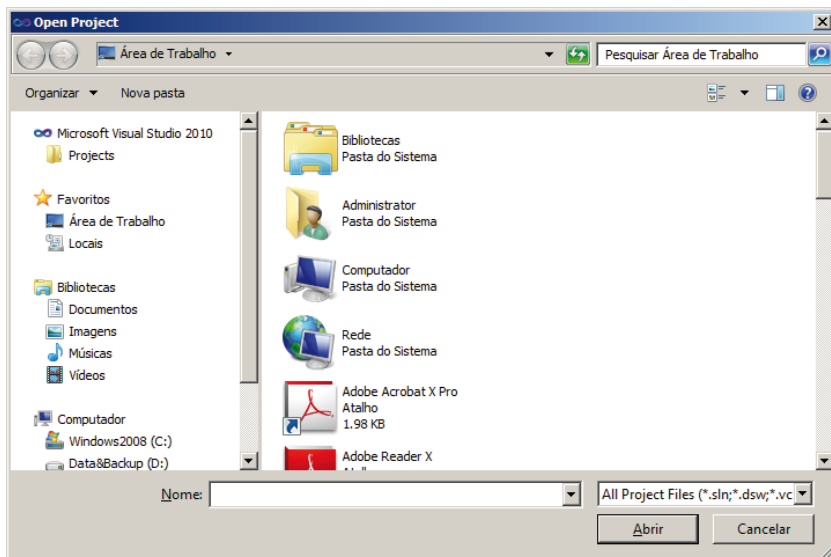 Open Project
Área de Trabalho
Pesquisar Área de Trabalho
Organizar
Nova pasta
Microsoft Visual Studio 2010
Projects
Favoritos
Área de Trabalho
Locais
Bibliotecas
Documentos
Imagens
Músicas
Vídeos
Computador
Windows2008 (C:)
Data&Backup (D:)
Bibliotecas
Pasta do Sistema
Administrator
Pasta do Sistema
Computador
Pasta do Sistema
Rede
Pasta do Sistema
Adobe Acrobat X Pro
Atalho
1.98 KB
Adobe Reader X
Nome:
All Project Files (*.sln;*.dsw;*.vc
Abrir
Cancelar